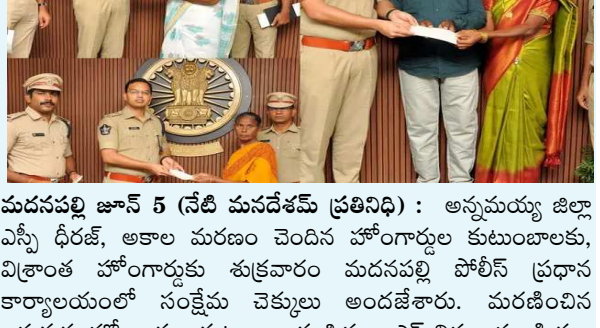 మదనపల్లి జూన్ 5 (నేటి మనదేశమ్ ప్రతినిధి) : అన్నమయ్య జిల్లా
ఎస్పీ ధీరజ్, అకాల మరణం చెందిన హోంగార్డుల కుటుంబాలకు,
విశ్రాంత హోంగార్డుకు శుక్రవారం మదనపల్లి పోలీస్ ప్రధాన
కార్యాలయంలో సంక్షేమ చెక్కులు అందజేశారు. మరణించిన